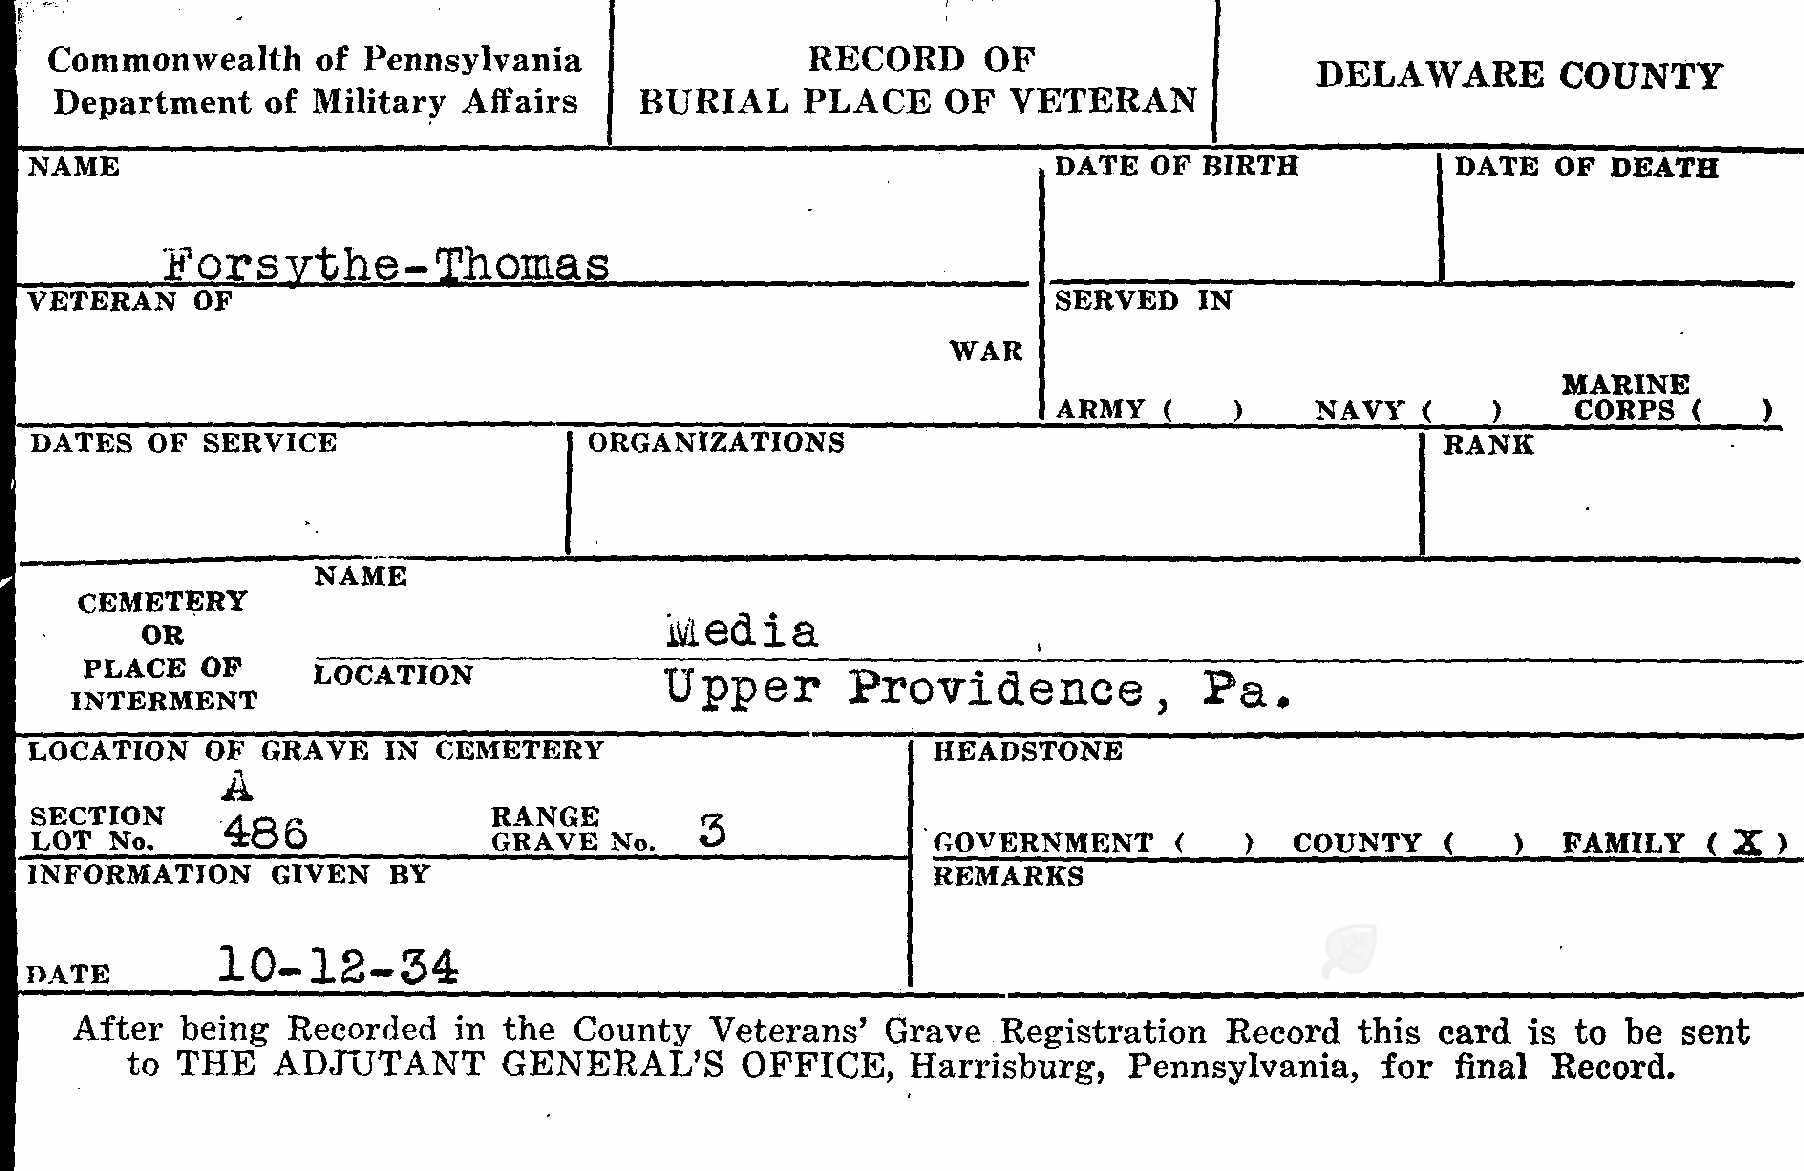 Commonwealth of Pennsylvania
Department of Military Affairs
RECORD OF
BURIAL PLACE OF VETERAN
DELAWARE COUNTY
NAME
Forsythe-Thomas
DATE OF BIRTH
DATE OF DEATH
VETERAN OF
WAR
SERVED IN
ARMY ( ) NAVY ( ) MARINE CORPS ( )
DATES OF SERVICE
ORGANIZATIONS
RANK
CEMETERY
OR
PLACE OF
INTERMENT
NAME
Media
LOCATION Upper Providence, Pa.
LOCATION OF GRAVE IN CEMETERY
SECTION A
LOT No. 486
RANGE
GRAVE No. 3
HEADSTONE
GOVERNMENT ( ) COUNTY ( ) FAMILY ( X )
INFORMATION GIVEN BY
DATE 10-12-34
REMARKS
After being Recorded in the County Veterans' Grave Registration Record this card is to be sent
to THE ADJUTANT GENERAL'S OFFICE, Harrisburg, Pennsylvania, for final Record.